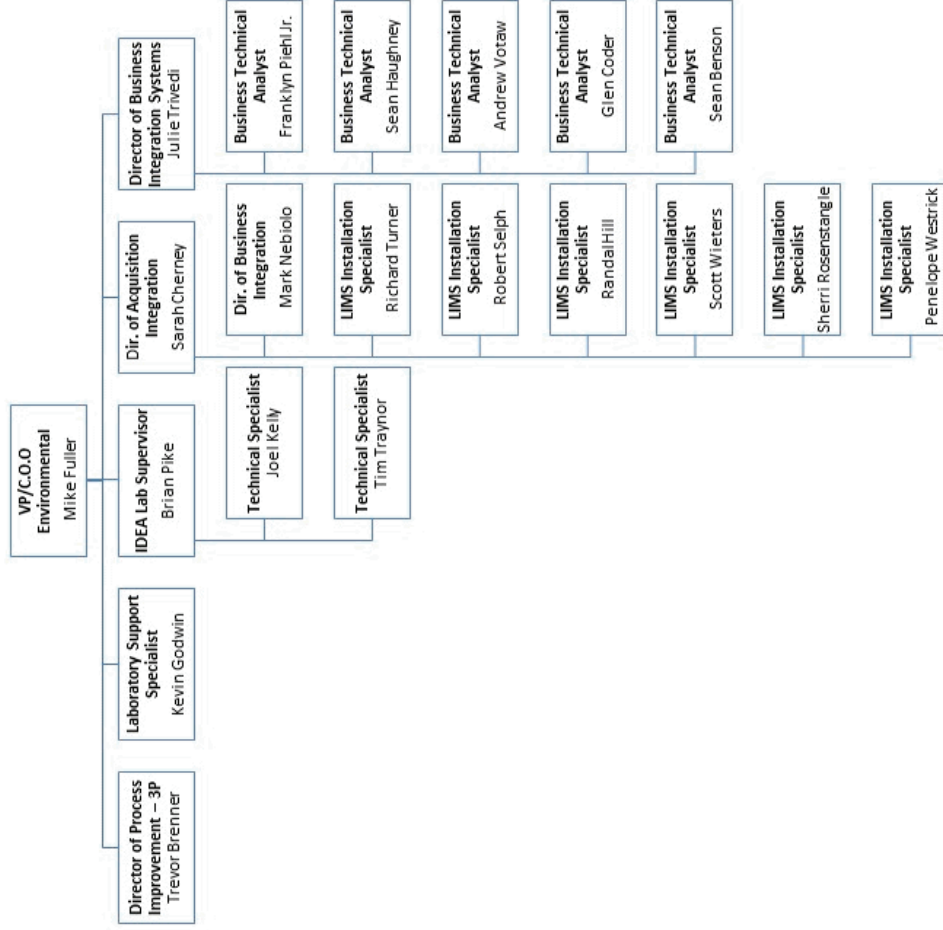 VP/C.O.O
Environmental
Mike Fuller
Director of Process
Improvement – 3P
Trevor Brenner
Laboratory Support
Specialist
Kevin Godwin
IDEA Lab Supervisor
Brian Pike
Technical Specialist
Joel Kelly
Technical Specialist
Tim Traynor
Dir. of Acquisition
Integration
Sarah Cherney
Dir. of Business
Integration
Mark Nebiolo
LIMS Installation
Specialist
Richard Turner
LIMS Installation
Specialist
Robert Selph
LIMS Installation
Specialist
Randal Hill
LIMS Installation
Specialist
Scott Wieters
LIMS Installation
Specialist
Sherri Rosenstangle
LIMS Installation
Specialist
Penelope Westrick
Director of Business
Integration Systems
Julie Trivedi
Business Technical
Analyst
Franklyn Piehl Jr.
Business Technical
Analyst
Sean Haughney
Business Technical
Analyst
Andrew Votaw
Business Technical
Analyst
Glen Coder
Business Technical
Analyst
Sean Benson